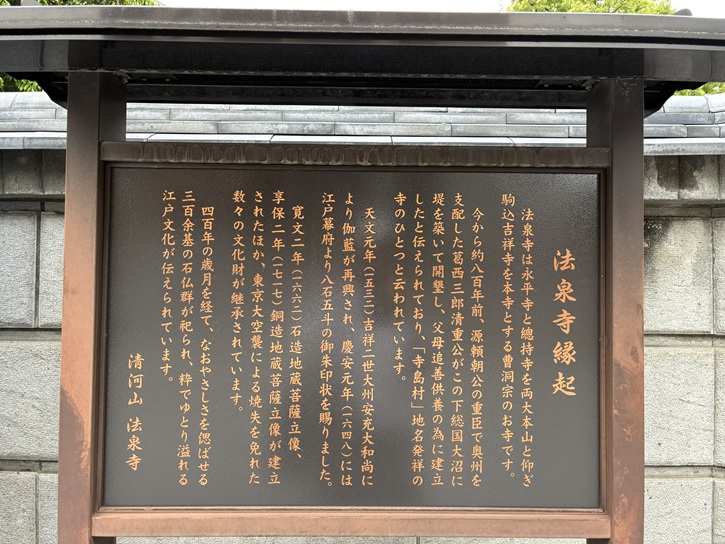 法泉寺縁起
法泉寺は永平寺と總持寺を両大本山と仰ぎ
駒込吉祥寺を本寺とする曹洞宗のお寺です。
今から約八百年前、源頼朝公の重臣で奥州を
支配した葛西三郎清重公がこの下総国大沼に
堤を築いて開墾し、父母追善供養の為に建立
したと伝えられており、「寺島村」地名発祥の
寺のひとつと云われています。
天文元年(一五三二)吉祥二世大州安充大和尚に
より伽藍が再興され、慶安元年(一六四八)には
江戸幕府より八石五斗の御朱印状を賜りました。
寛文二年(一六六二)石造地蔵菩薩立像、
享保二年(一七一七)銅造地蔵菩薩立像が建立
されたほか、東京大空襲による焼失を免れた
数々の文化財が継承されています。
四百年の歳月を経て、なおやさしさを偲ばせる
三百余基の石仏群が祀られ、粋でゆとり溢れる
江戸文化が伝えられています。
清河山 法泉寺